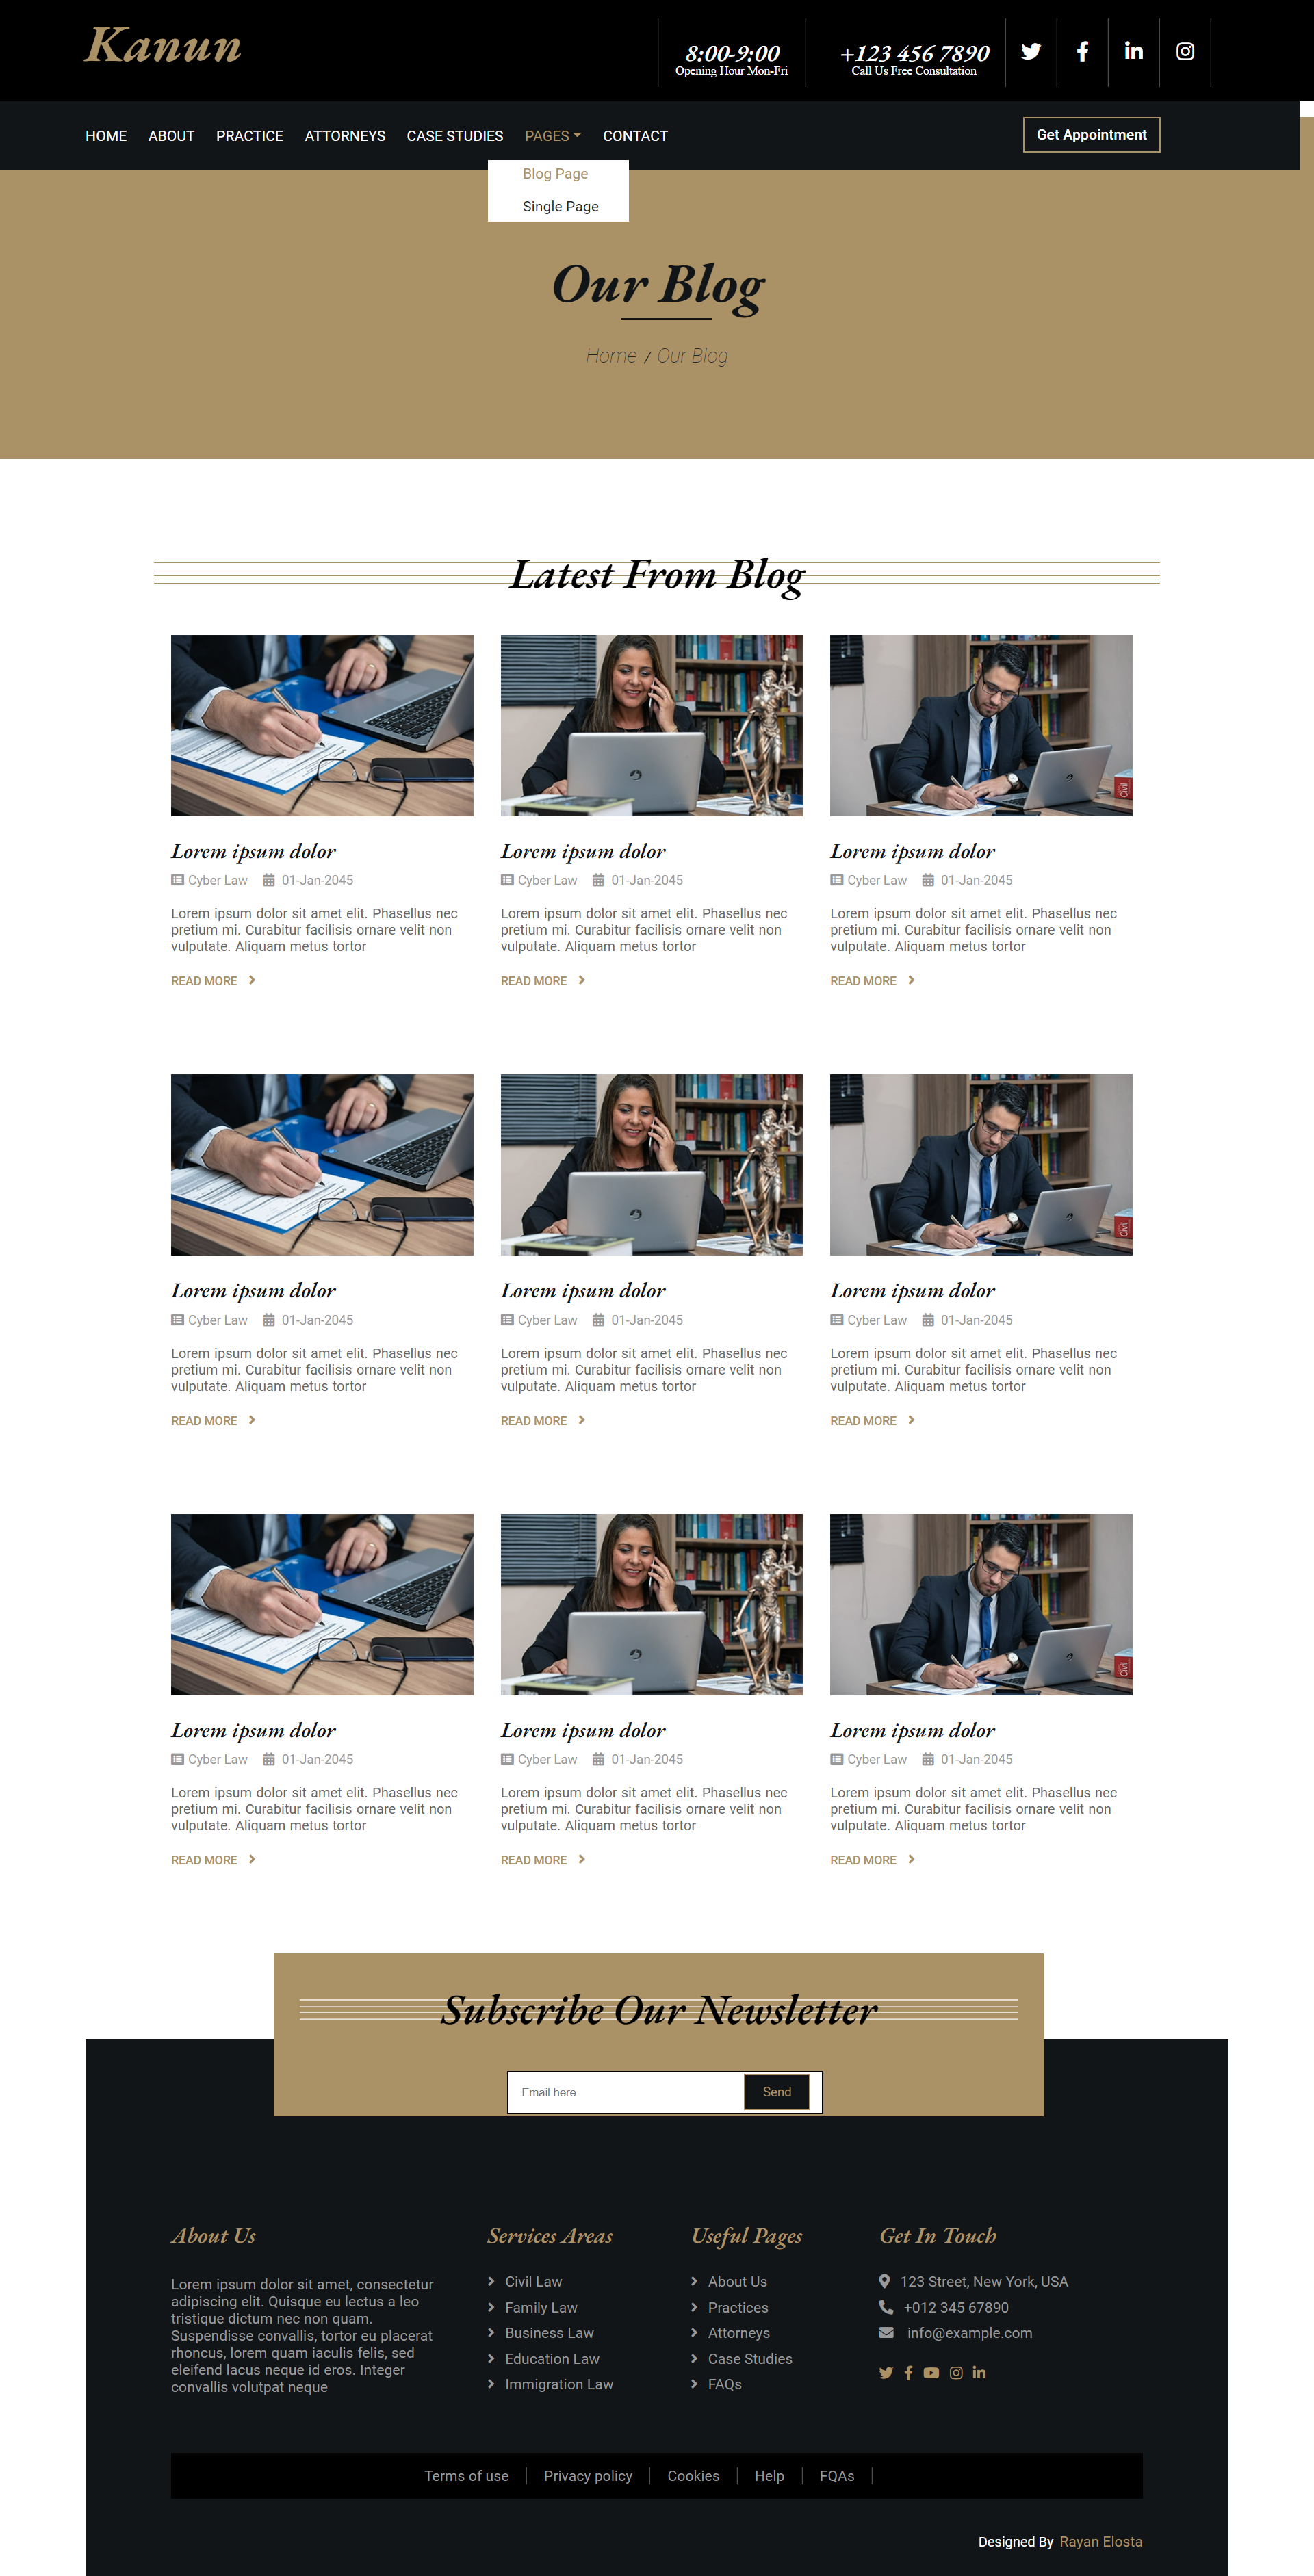 Kanun
8:00-9:00
Opening Hour Mon-Fri
+123 456 7890
Call Us Free Consultation
HOME ABOUT PRACTICE ATTORNEYS CASE STUDIES PAGES CONTACT
Get Appointment
Blog Page
Single Page
Our Blog
Home / Our Blog
Latest From Blog
Lorem ipsum dolor
Cyber Law 01-Jan-2045
Lorem ipsum dolor sit amet elit. Phasellus nec
pretium mi. Curabitur facilisis ornare velit non
vulputate. Aliquam metus tortor
READ MORE
Lorem ipsum dolor
Cyber Law 01-Jan-2045
Lorem ipsum dolor sit amet elit. Phasellus nec
pretium mi. Curabitur facilisis ornare velit non
vulputate. Aliquam metus tortor
READ MORE
Civil
Lorem ipsum dolor
Cyber Law 01-Jan-2045
Lorem ipsum dolor sit amet elit. Phasellus nec
pretium mi. Curabitur facilisis ornare velit non
vulputate. Aliquam metus tortor
READ MORE
Lorem ipsum dolor
Cyber Law 01-Jan-2045
Lorem ipsum dolor sit amet elit. Phasellus nec
pretium mi. Curabitur facilisis ornare velit non
vulputate. Aliquam metus tortor
READ MORE
Lorem ipsum dolor
Cyber Law 01-Jan-2045
Lorem ipsum dolor sit amet elit. Phasellus nec
pretium mi. Curabitur facilisis ornare velit non
vulputate. Aliquam metus tortor
READ MORE
Civil
Lorem ipsum dolor
Cyber Law 01-Jan-2045
Lorem ipsum dolor sit amet elit. Phasellus nec
pretium mi. Curabitur facilisis ornare velit non
vulputate. Aliquam metus tortor
READ MORE
Lorem ipsum dolor
Cyber Law 01-Jan-2045
Lorem ipsum dolor sit amet elit. Phasellus nec
pretium mi. Curabitur facilisis ornare velit non
vulputate. Aliquam metus tortor
READ MORE
Lorem ipsum dolor
Cyber Law 01-Jan-2045
Lorem ipsum dolor sit amet elit. Phasellus nec
pretium mi. Curabitur facilisis ornare velit non
vulputate. Aliquam metus tortor
READ MORE
Civil
Lorem ipsum dolor
Cyber Law 01-Jan-2045
Lorem ipsum dolor sit amet elit. Phasellus nec
pretium mi. Curabitur facilisis ornare velit non
vulputate. Aliquam metus tortor
READ MORE
Subscribe Our Newsletter
Email here
Send
About Us
Lorem ipsum dolor sit amet, consectetur
adipiscing elit. Quisque eu lectus a leo
tristique dictum nec non quam.
Suspendisse convallis, tortor eu placerat
rhoncus, lorem quam iaculis felis, sed
eleifend lacus neque id eros. Integer
convallis volutpat neque
Services Areas
Civil Law
Family Law
Business Law
Education Law
Immigration Law
Useful Pages
About Us
Practices
Attorneys
Case Studies
FAQs
Get In Touch
123 Street, New York, USA
+012 345 67890
info@example.com
Terms of use
Privacy policy
Cookies
Help
FQAs
Designed By Rayan Elosta